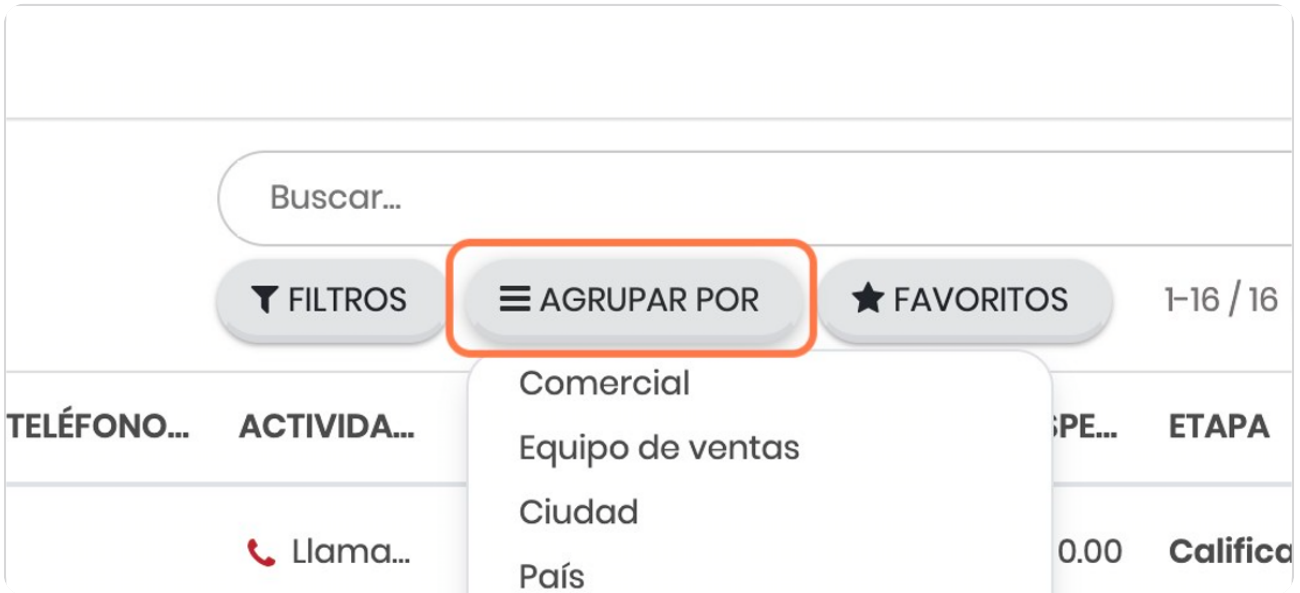 Buscar...
FILTROS AGRUPAR POR FAVORITOS 1-16 / 16
Comercial
TELÉFONO... ACTIVIDA... SPE... ETAPA
Equipo de ventas
Ciudad
Llama... 0.00 Califica
País